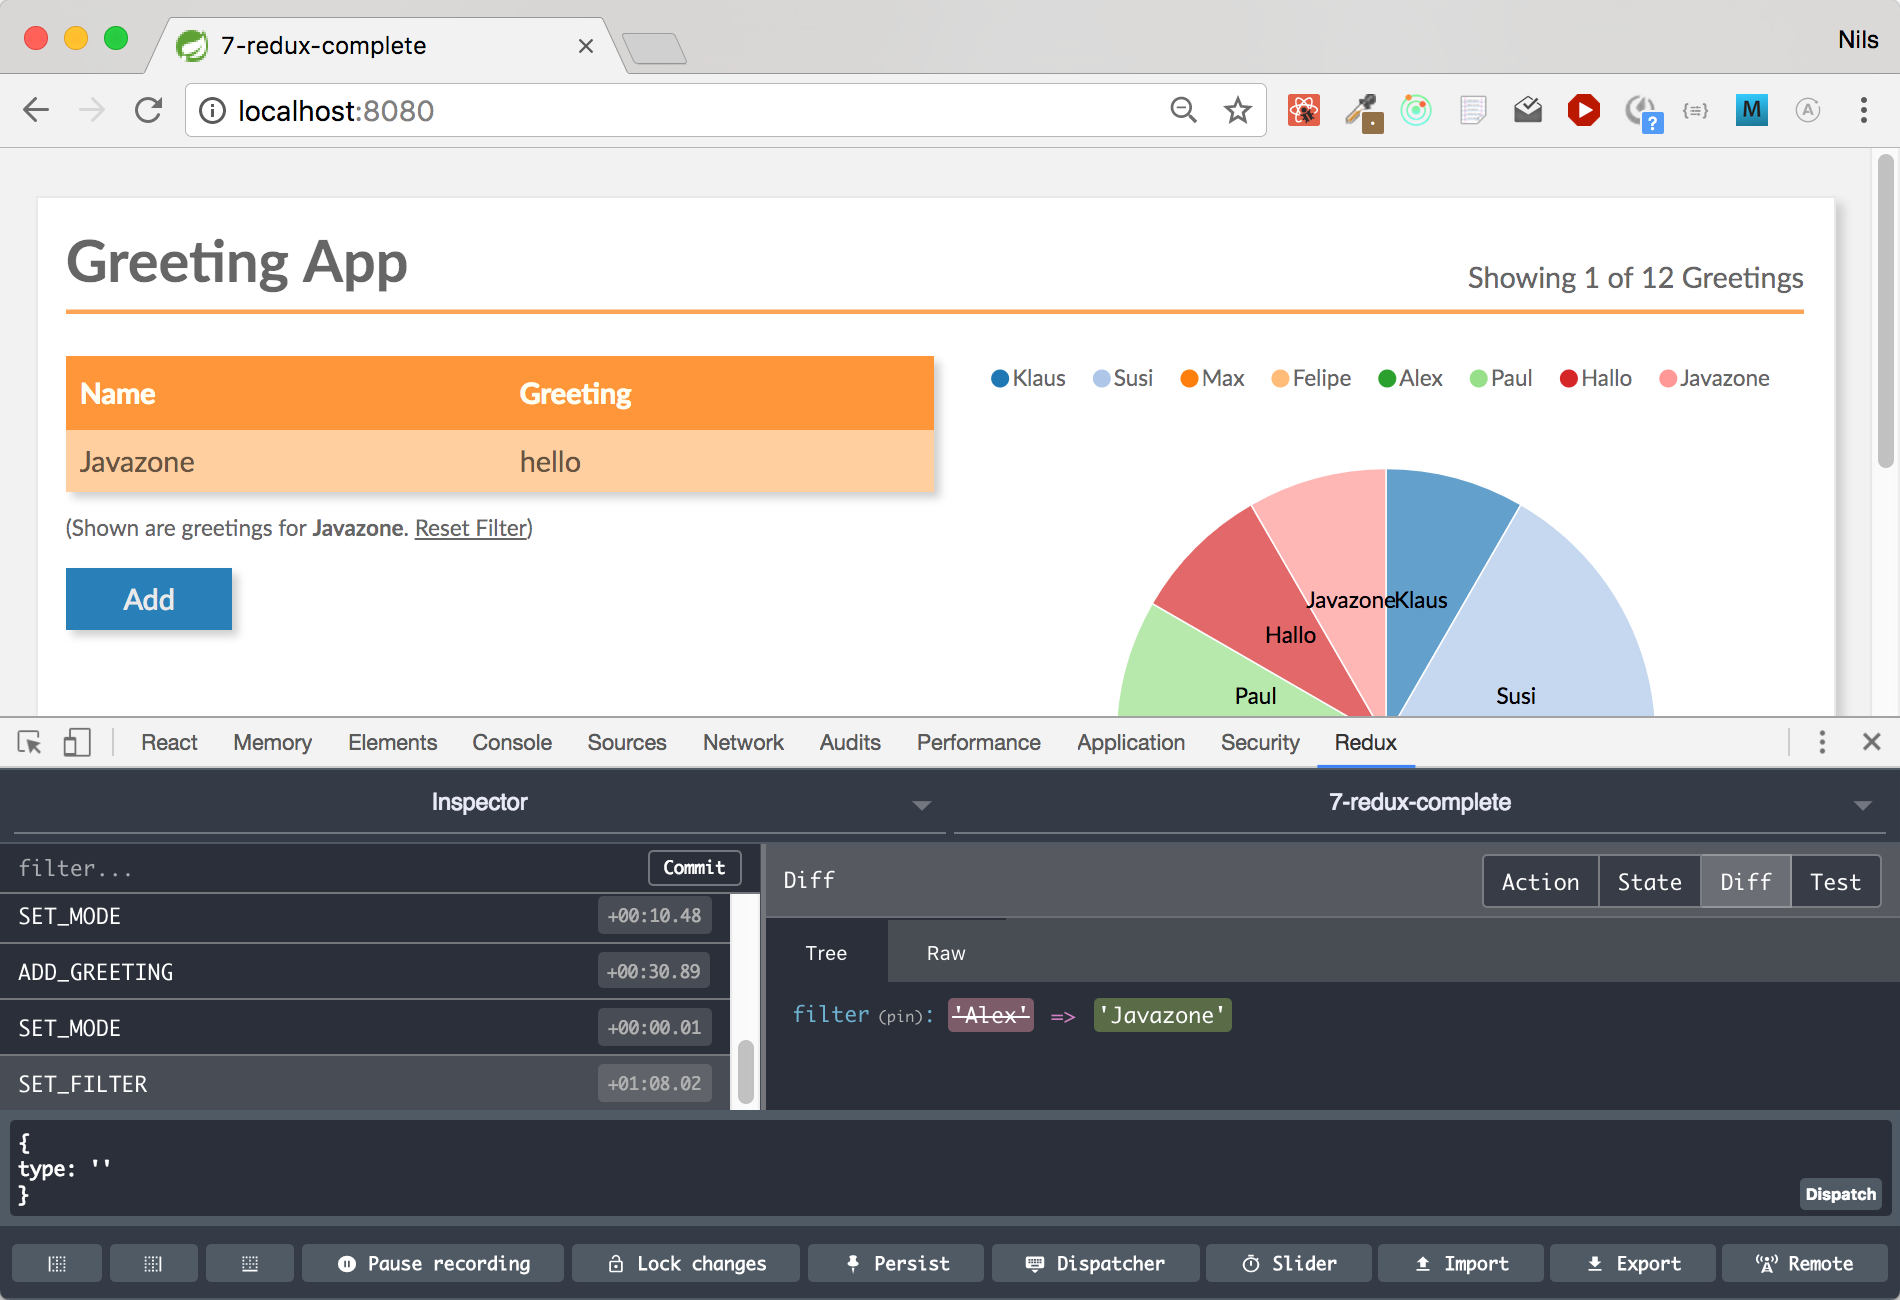 7-redux-complete
Nils
localhost:8080
?
{≡}
M
A
Greeting App
Showing 1 of 12 Greetings
Name Greeting
Javazone hello
(Shown are greetings for Javazone. Reset Filter)
Add
Klaus Susi Max Felipe Alex Paul Hallo Javazone
Javazone Klaus
Hallo
Paul Susi
React Memory Elements Console Sources Network Audits Performance Application Security Redux
Inspector 7-redux-complete
filter... Commit
SET_MODE +00:10.48
ADD_GREETING +00:30.89
SET_MODE +00:00.01
SET_FILTER +01:08.02
Diff Action State Diff Test
Tree Raw
filter (pin): 'Alex' => 'Javazone'
{
type: ''
}
Dispatch
Pause recording Lock changes Persist Dispatcher Slider Import Export Remote